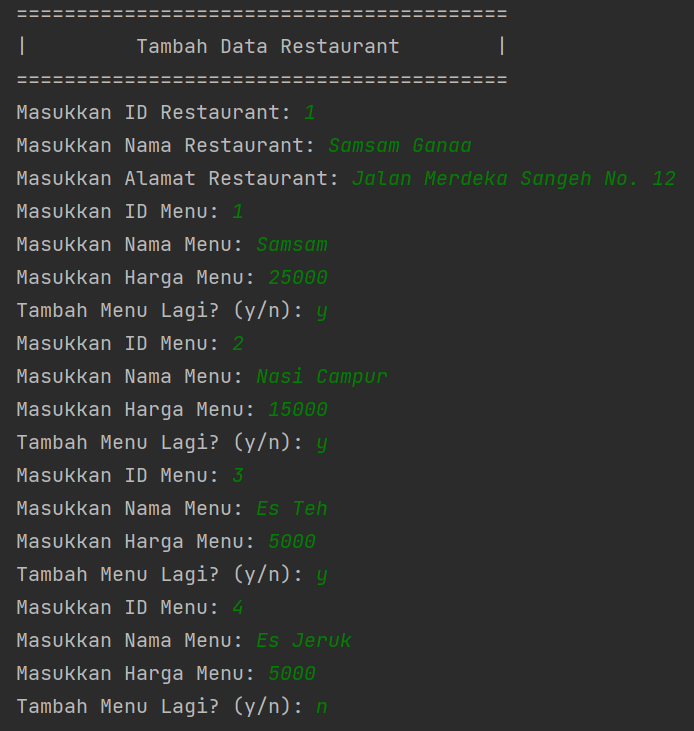 =========================================
|         Tambah Data Restaurant        |
=========================================
Masukkan ID Restaurant: 1
Masukkan Nama Restaurant: Samsam Ganaa
Masukkan Alamat Restaurant: Jalan Merdeka Sangeh No. 12
Masukkan ID Menu: 1
Masukkan Nama Menu: Samsam
Masukkan Harga Menu: 25000
Tambah Menu Lagi? (y/n): y
Masukkan ID Menu: 2
Masukkan Nama Menu: Nasi Campur
Masukkan Harga Menu: 15000
Tambah Menu Lagi? (y/n): y
Masukkan ID Menu: 3
Masukkan Nama Menu: Es Teh
Masukkan Harga Menu: 5000
Tambah Menu Lagi? (y/n): y
Masukkan ID Menu: 4
Masukkan Nama Menu: Es Jeruk
Masukkan Harga Menu: 5000
Tambah Menu Lagi? (y/n): n